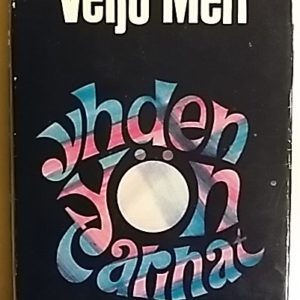 Veijo Meri
yhden
yön
tarinat